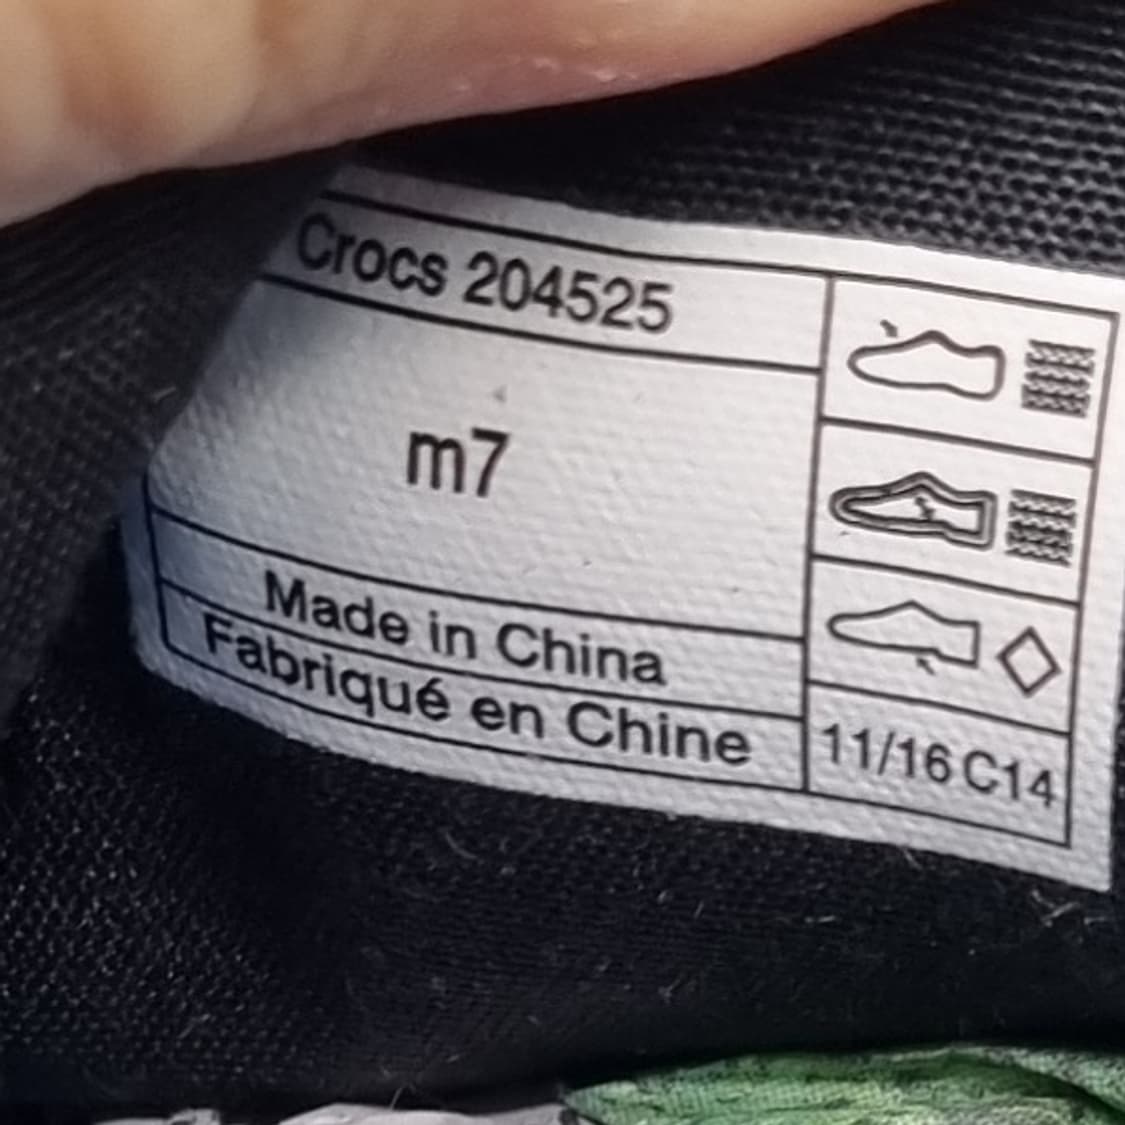 Crocs 204525
m7
Made in China
Fabriqué en Chine
11/16 C14